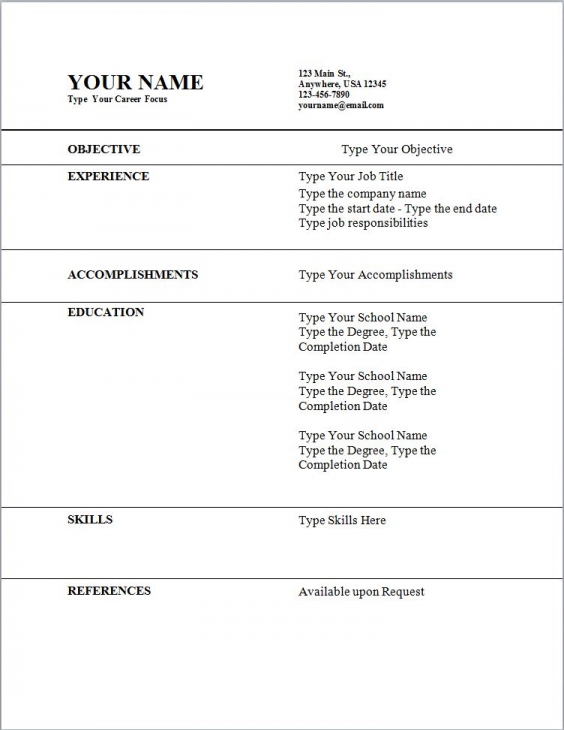 YOUR NAME
Type Your Career Focus
123 Main St.,
Anywhere, USA 12345
123-456-7890
yourname@email.com
OBJECTIVE
Type Your Objective
EXPERIENCE
Type Your Job Title
Type the company name
Type the start date - Type the end date
Type job responsibilities
ACCOMPLISHMENTS
Type Your Accomplishments
EDUCATION
Type Your School Name
Type the Degree, Type the
Completion Date
Type Your School Name
Type the Degree, Type the
Completion Date
Type Your School Name
Type the Degree, Type the
Completion Date
SKILLS
Type Skills Here
REFERENCES
Available upon Request